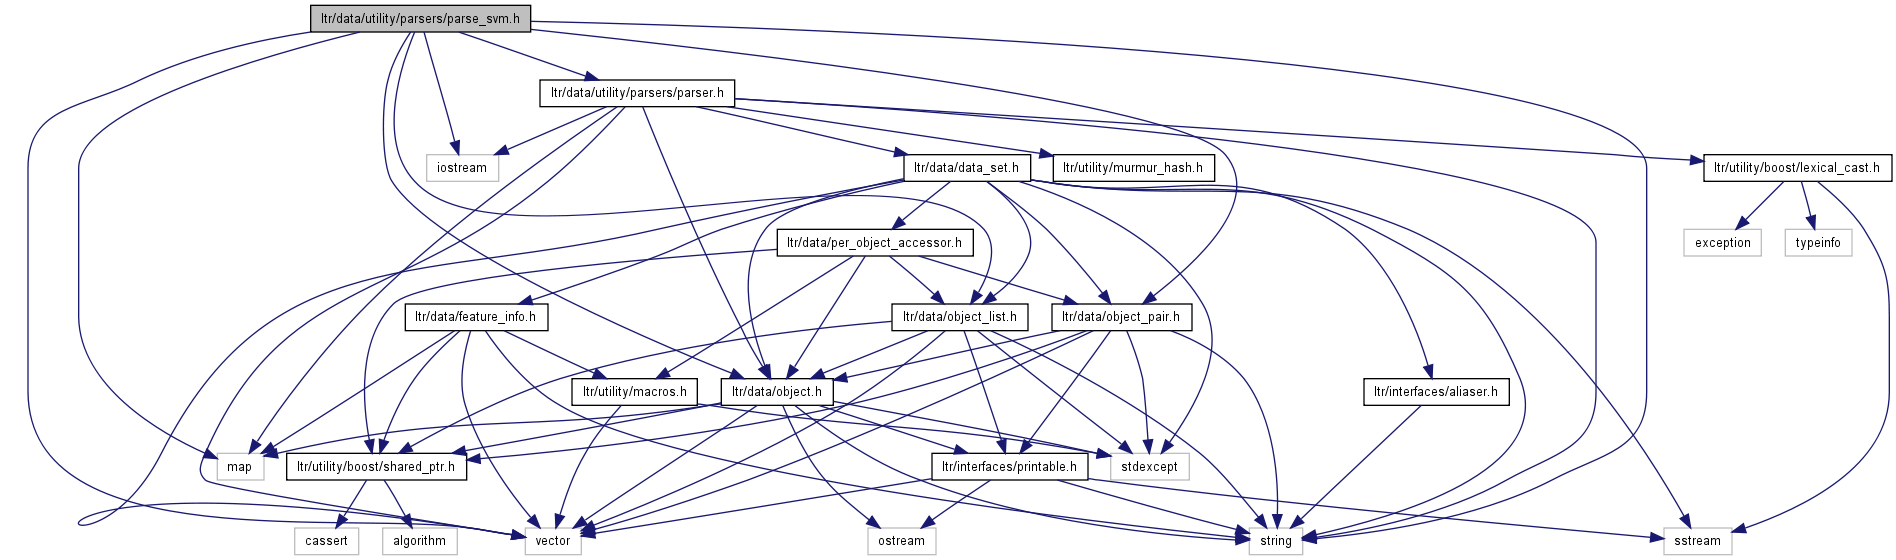 ltr/data/utility/parsers/parse_svm.h
ltr/data/utility/parsers/parser.h
iostream
ltr/data/data_set.h
ltr/utility/murmur_hash.h
ltr/utility/boost/lexical_cast.h
ltr/data/per_object_accessor.h
exception
typeinfo
ltr/data/feature_info.h
ltr/data/object_list.h
ltr/data/object_pair.h
ltr/utility/macros.h
ltr/data/object.h
ltr/interfaces/aliaser.h
map
ltr/utility/boost/shared_ptr.h
ltr/interfaces/printable.h
stdexcept
cassert
algorithm
vector
ostream
string
sstream